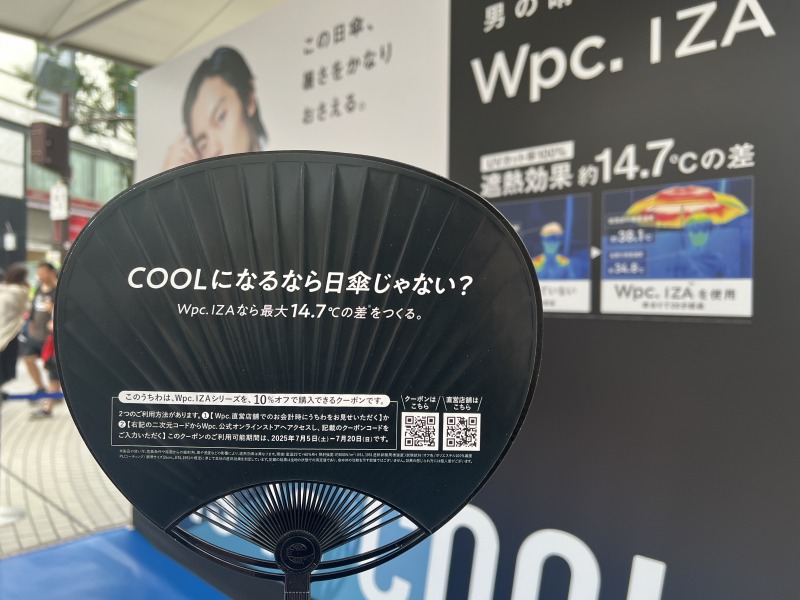 この日傘、
暑さをかなり
おさえる。
男の晴
Wpc. IZA
UVカット率100%
遮熱効果 約14.7℃の差
38.1℃
34.8℃
ていない
Wpc. IZAを使用
COOLになるなら日傘じゃない?
Wpc. IZAなら最大14.7℃の差をつくる。
このうちわは、Wpc. IZAシリーズを、10%オフで購入できるクーポンです。
2つのご利用方法があります。❶【Wpc.直営店舗でのお会計時にうちわをお見せいただく】か
❷【右記の二次元コードからWpc.公式オンラインストアへアクセスし、記載のクーポンコードを
ご入力いただく】このクーポンのご利用可能期間は、2025年7月5日(土)ー7月20日(日)です。
クーポンは
こちら
直営店舗は
こちら
COOL